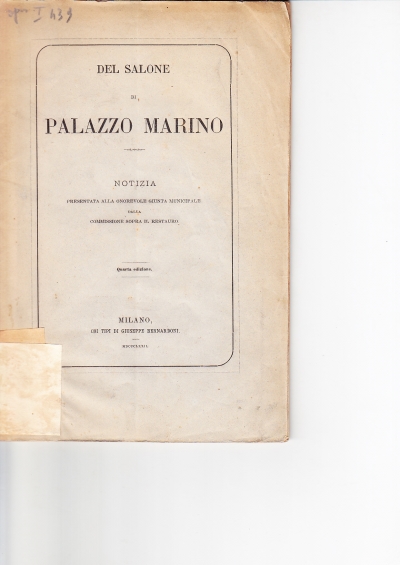 I 439
DEL SALONE
DI
PALAZZO MARINO
NOTIZIA
PRESENTATA ALLA ONOREVOLE GIUNTA MUNICIPALE
DALLA
COMMISSIONE SOPRA IL RESTAURO
Quarta edizione.
MILANO,
COI TIPI DI GIUSEPPE BERNARDONI.